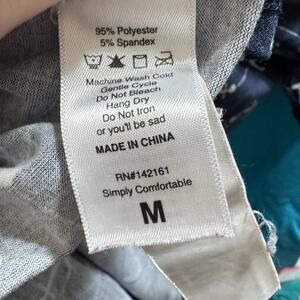 95% Polyester
5% Spandex
Machine Wash Cold
Gentle Cycle
Do Not Bleach
Hang Dry
Do Not Iron
or you'll be sad
MADE IN CHINA
RN#142161
Simply Comfortable
M